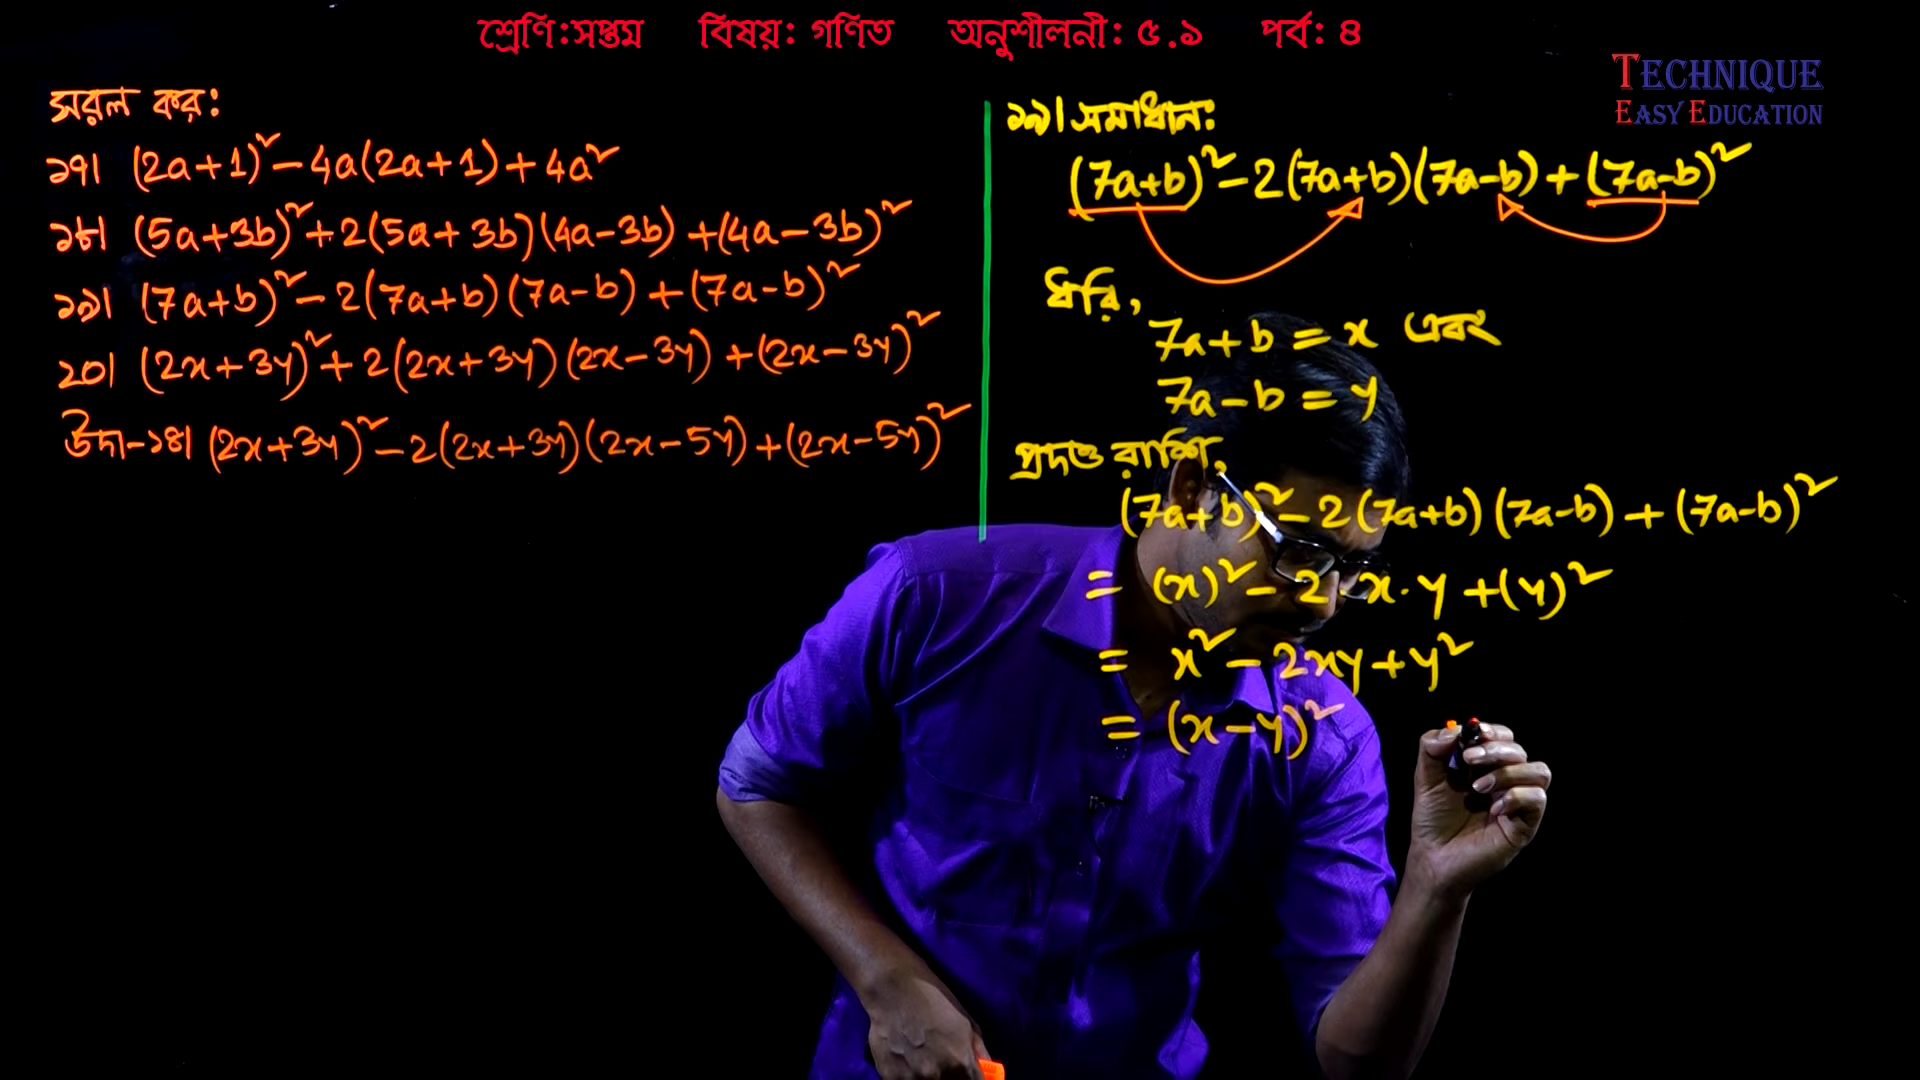 শ্রেণি:সপ্তম বিষয়: গণিত অনুশীলনী: ৫.১ পর্ব: ৪
TECHNIQUE
EASY EDUCATION
সরল কর:
১৭। (2a+1)² − 4a(2a+1) + 4a²
১৮। (5a+3b)² + 2(5a+3b)(4a−3b) + (4a−3b)²
১৯। (7a+b)² − 2(7a+b)(7a−b) + (7a−b)²
২০। (2x+3y)² + 2(2x+3y)(2x−3y) + (2x−3y)²
উদা-১৪। (2x+3y)² − 2(2x+3y)(2x−5y) + (2x−5y)²
১৯। সমাধান:
(7a+b)² − 2(7a+b)(7a−b) + (7a−b)²
ধরি,
7a+b = x এবং
7a−b = y
প্রদত্ত রাশি,
(7a+b)² − 2(7a+b)(7a−b) + (7a−b)²
= (x)² − 2·x·y + (y)²
= x² − 2xy + y²
= (x−y)²